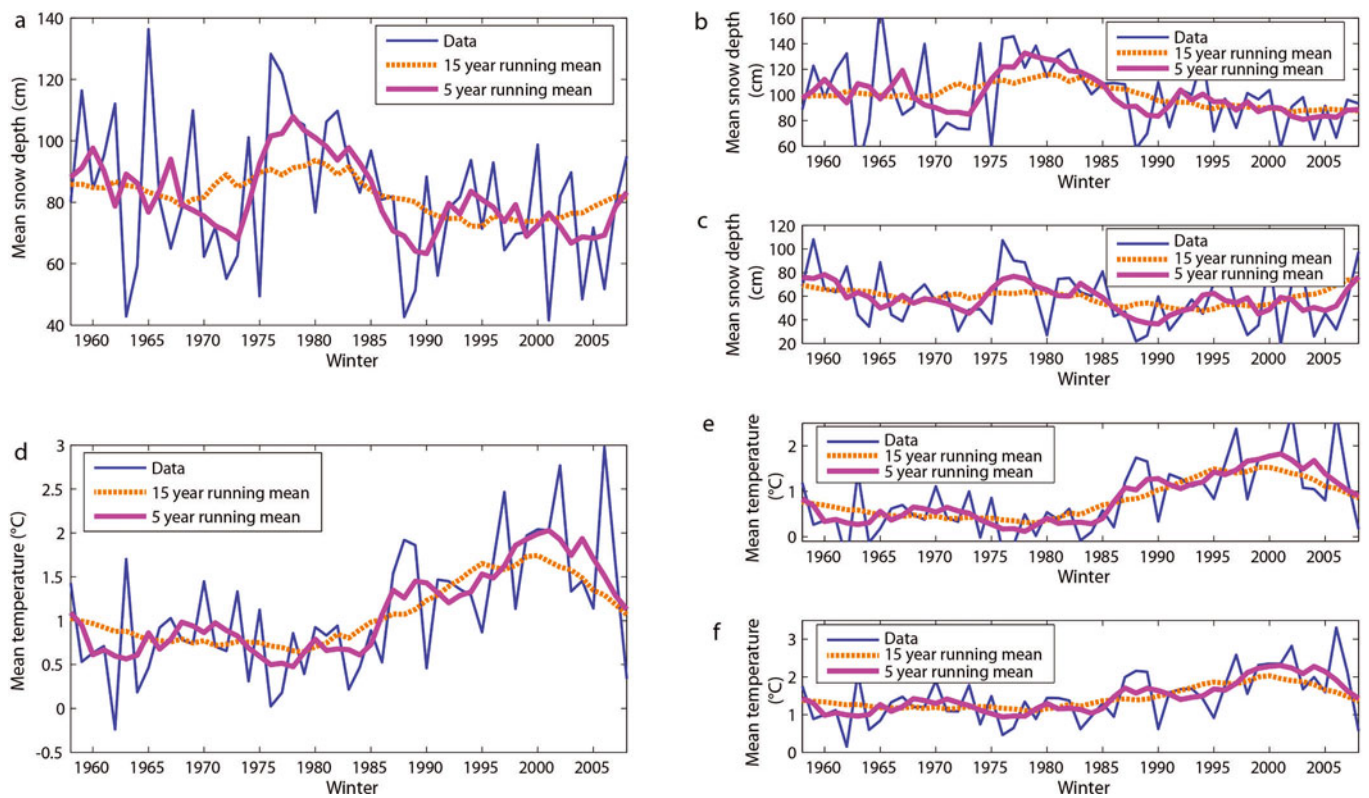 a
Mean snow depth (cm)
140
120
100
80
60
40
Data
15 year running mean
5 year running mean
1960 1965 1970 1975 1980 1985 1990 1995 2000 2005
Winter
b
Mean snow depth
(cm)
160
140
120
100
80
60
Data
15 year running mean
5 year running mean
1960 1965 1970 1975 1980 1985 1990 1995 2000 2005
Winter
c
Mean snow depth
(cm)
120
100
80
60
40
20
Data
15 year running mean
5 year running mean
1960 1965 1970 1975 1980 1985 1990 1995 2000 2005
Winter
d
Mean temperature (°C)
3
2.5
2
1.5
1
0.5
0
-0.5
Data
15 year running mean
5 year running mean
1960 1965 1970 1975 1980 1985 1990 1995 2000 2005
Winter
e
Mean temperature
(°C)
2
1
0
Data
15 year running mean
5 year running mean
1960 1965 1970 1975 1980 1985 1990 1995 2000 2005
Winter
f
Mean temperature
(°C)
3
2
1
0
Data
15 year running mean
5 year running mean
1960 1965 1970 1975 1980 1985 1990 1995 2000 2005
Winter